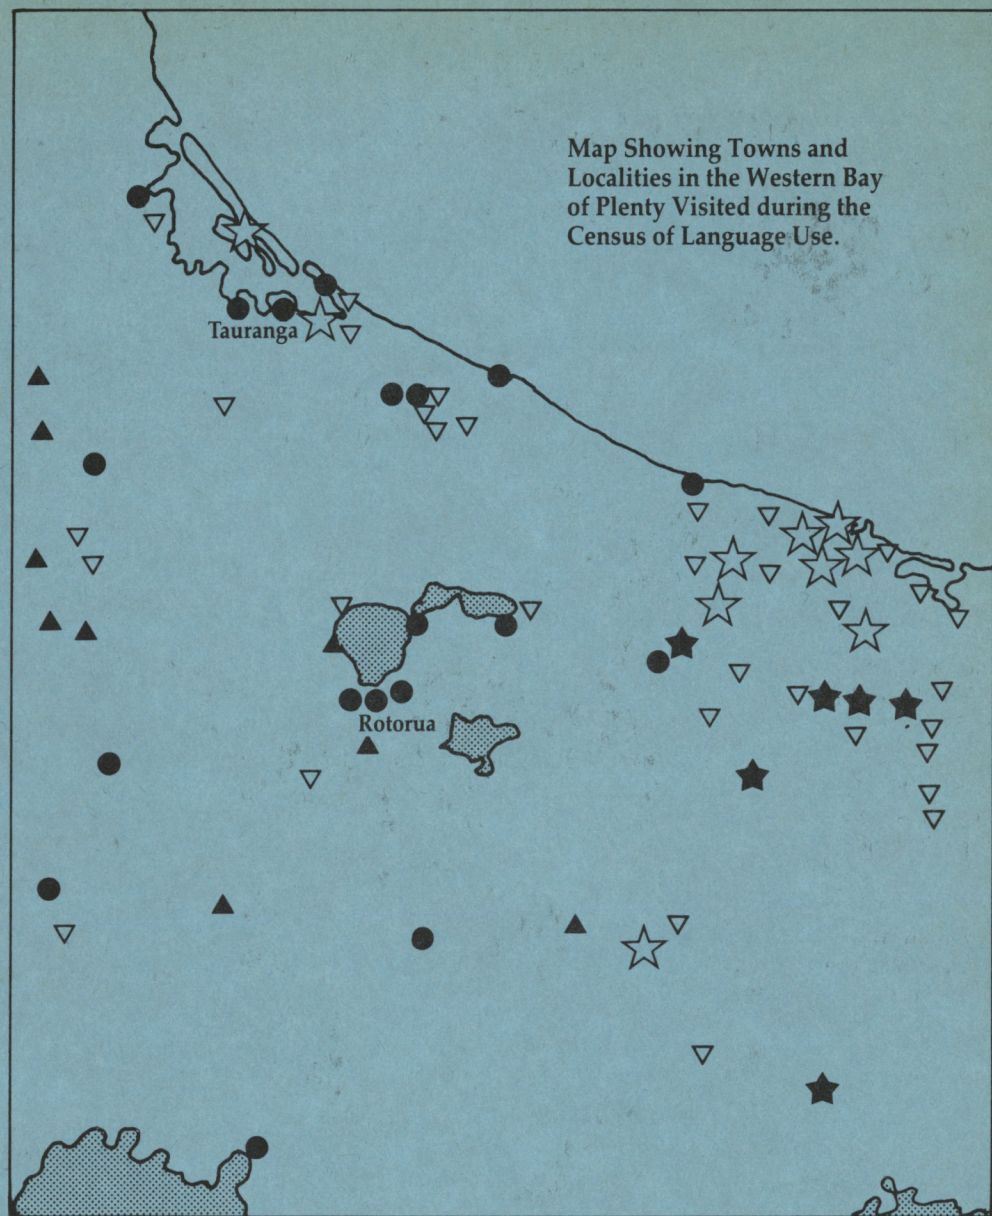 Map Showing Towns and
Localities in the Western Bay
of Plenty Visited during the
Census of Language Use.
Tauranga
Rotorua